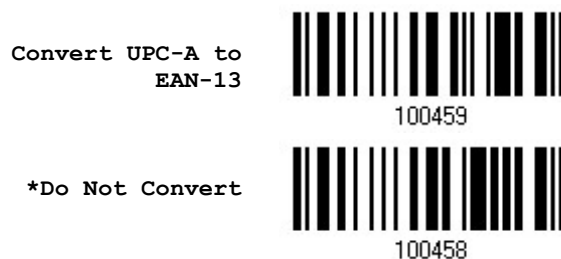 Convert UPC-A to
EAN-13
100459
*Do Not Convert
100458